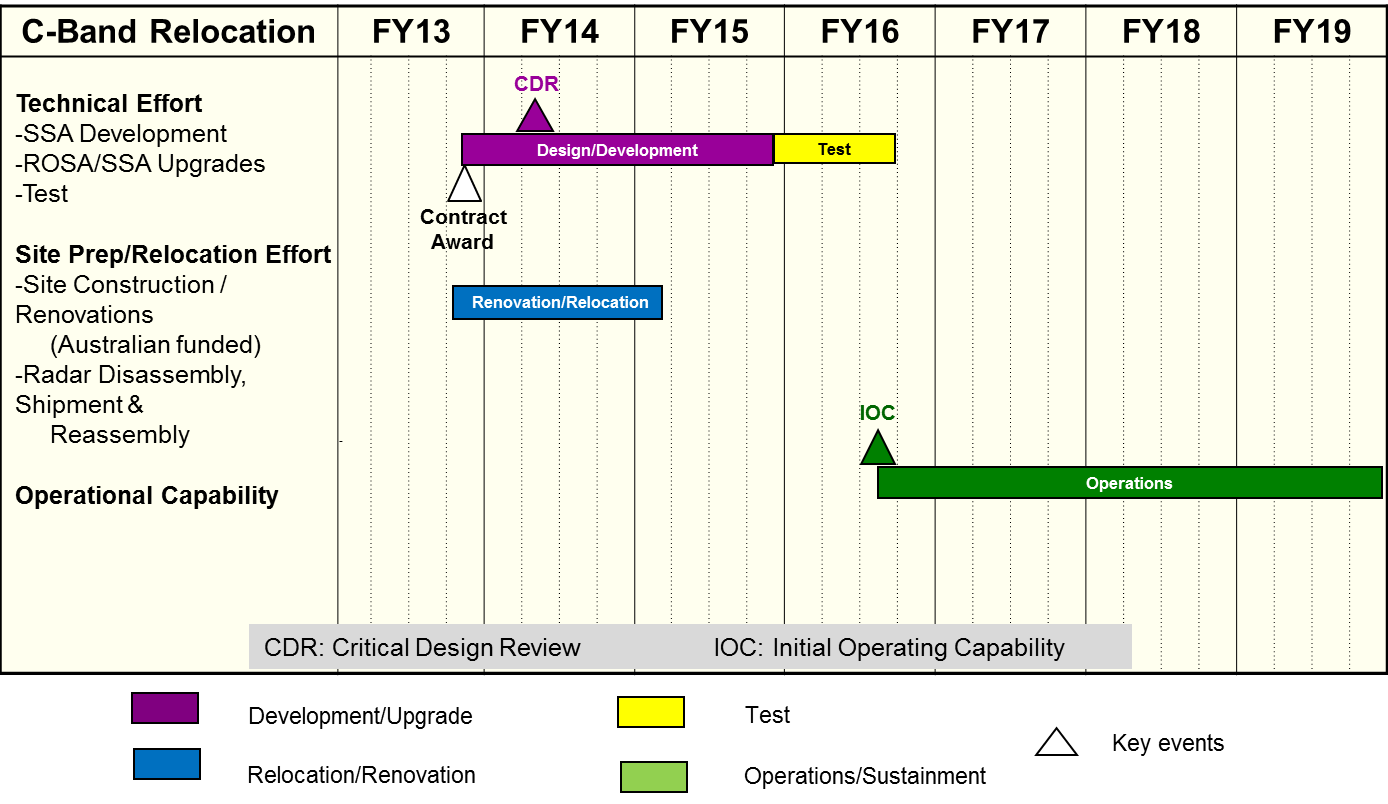 C-Band Relocation FY13 FY14 FY15 FY16 FY17 FY18 FY19
CDR
Technical Effort
-SSA Development
Design/Development Test
-ROSA/SSA Upgrades
-Test
Contract
Award
Site Prep/Relocation Effort
-Site Construction /
Renovation/Relocation
Renovations
(Australian funded)
-Radar Disassembly,
Shipment &
IOC
Reassembly
Operations
Operational Capability
CDR: Critical Design Review IOC: Initial Operating Capability
Development/Upgrade Test
Key events
Relocation/Renovation Operations/Sustainment